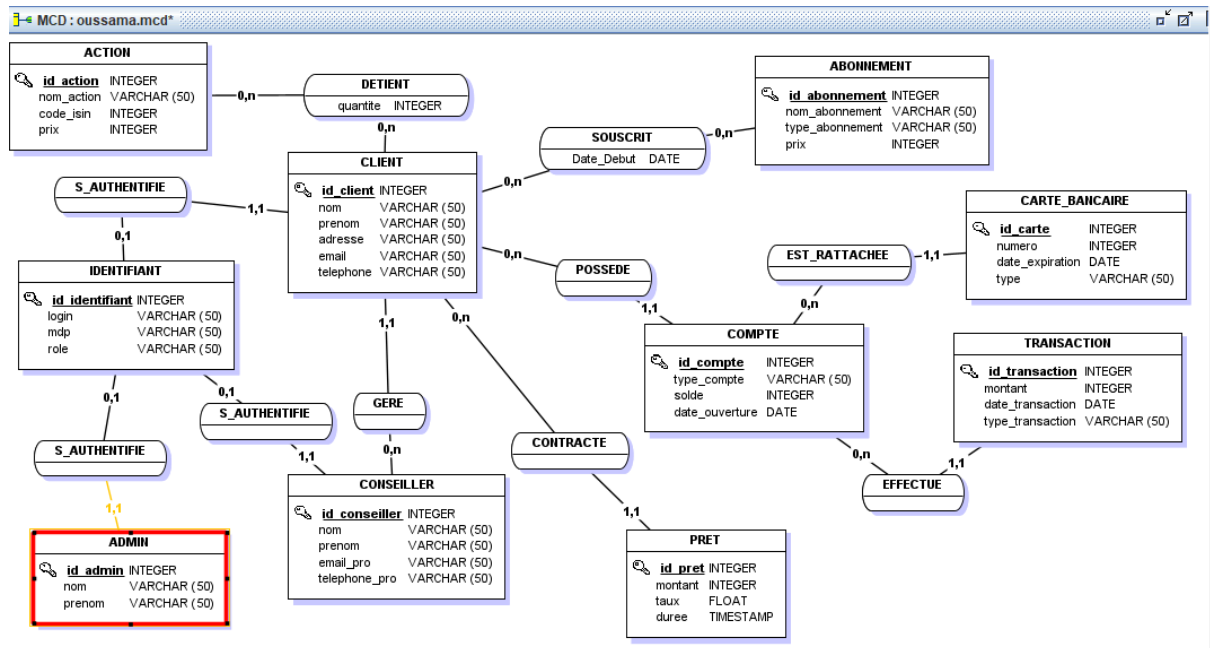 MCD : oussama.mcd*
ACTION
id_action INTEGER
nom_action VARCHAR (50)
code_isin INTEGER
prix INTEGER
0,n
DETIENT
quantite INTEGER
0,n
ABONNEMENT
id_abonnement INTEGER
nom_abonnement VARCHAR (50)
type_abonnement VARCHAR (50)
prix INTEGER
SOUSCRIT
Date_Debut DATE
0,n
0,n
CLIENT
id_client INTEGER
nom VARCHAR (50)
prenom VARCHAR (50)
adresse VARCHAR (50)
email VARCHAR (50)
telephone VARCHAR (50)
S_AUTHENTIFIE
1,1
0,1
IDENTIFIANT
id_identifiant INTEGER
login VARCHAR (50)
mdp VARCHAR (50)
role VARCHAR (50)
CARTE_BANCAIRE
id_carte INTEGER
numero INTEGER
date_expiration DATE
type VARCHAR (50)
EST_RATTACHEE
1,1
0,n
0,n
POSSEDE
1,1
COMPTE
id_compte INTEGER
type_compte VARCHAR (50)
solde INTEGER
date_ouverture DATE
TRANSACTION
id_transaction INTEGER
montant INTEGER
date_transaction DATE
type_transaction VARCHAR (50)
0,n
1,1
EFFECTUE
1,1
GERE
0,n
0,n
CONTRACTE
1,1
0,1
S_AUTHENTIFIE
1,1
0,1
S_AUTHENTIFIE
1,1
CONSEILLER
id_conseiller INTEGER
nom VARCHAR (50)
prenom VARCHAR (50)
email_pro VARCHAR (50)
telephone_pro VARCHAR (50)
ADMIN
id_admin INTEGER
nom VARCHAR (50)
prenom VARCHAR (50)
PRET
id_pret INTEGER
montant INTEGER
taux FLOAT
duree TIMESTAMP